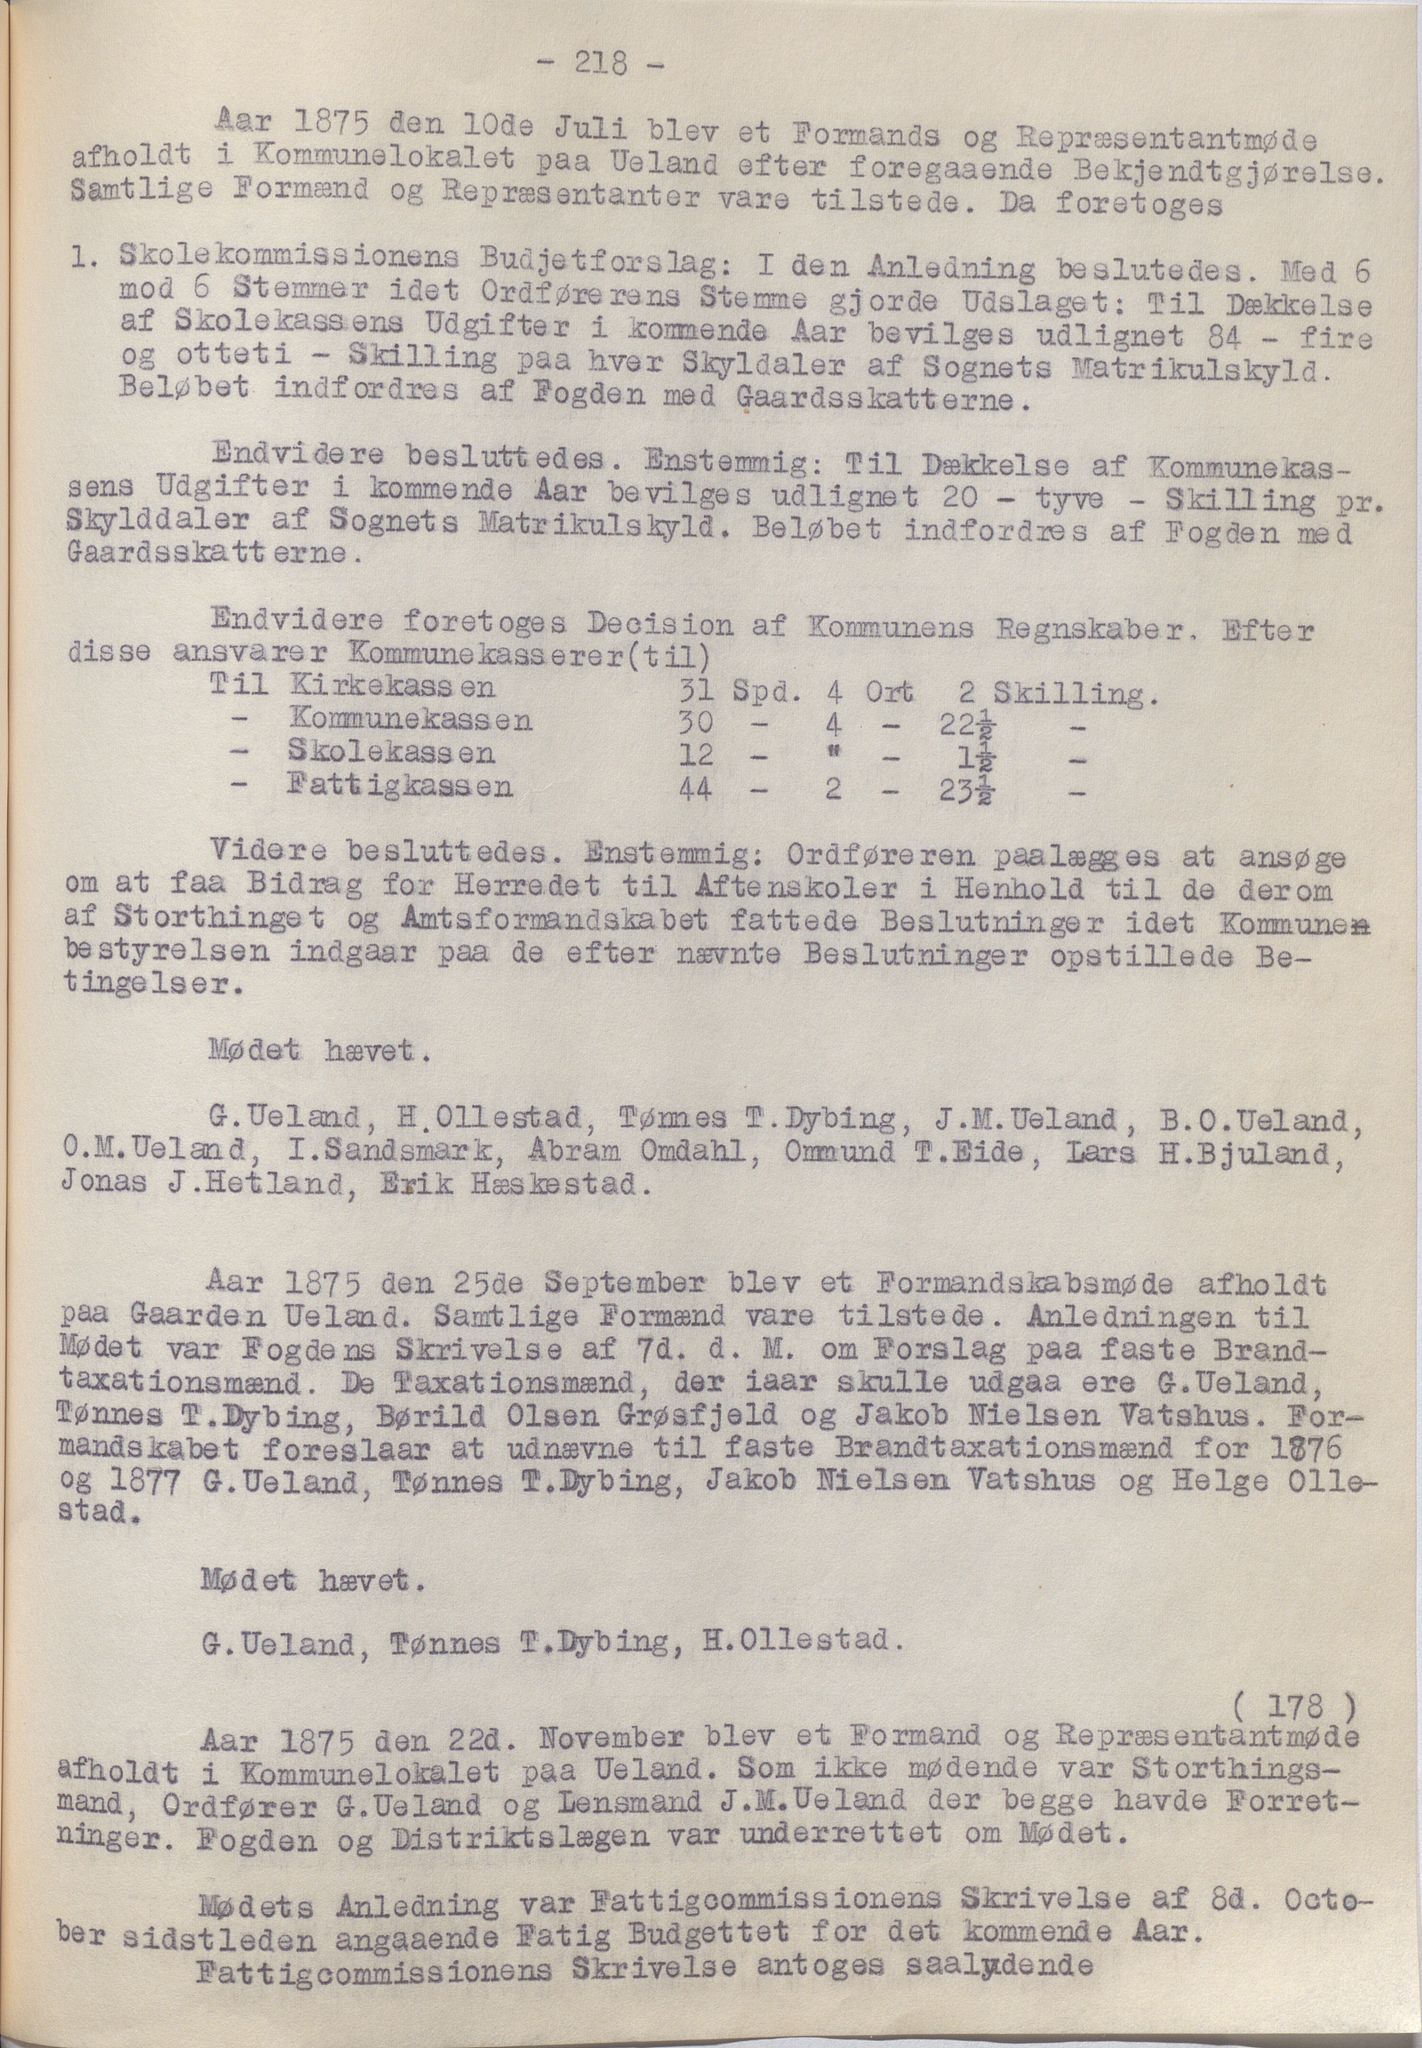 - 218 -
Aar 1875 den 10de Juli blev et Formands og Repræsentantmøde
afholdt i Kommunelokalet paa Ueland efter foregaaende Bekjendtgjørelse.
Samtlige Formænd og Repræsentanter vare tilstede. Da foretoges
1. Skolekommissionens Budjetforslag: I den Anledning beslutedes. Med 6
mod 6 Stemmer idet Ordførerens Stemme gjorde Udslaget: Til Dækkelse
af Skolekassens Udgifter i kommende Aar bevilges udlignet 84 - fire
og otteti - Skilling paa hver Skyldaler af Sognets Matrikulskyld.
Beløbet indfordres af Fogden med Gaardsskatterne.
Endvidere besluttedes. Enstemmig: Til Dækkelse af Kommunekas-
sens Udgifter i kommende Aar bevilges udlignet 20 - tyve - Skilling pr.
Skylddaler af Sognets Matrikulskyld. Beløbet indfordres af Fogden med
Gaardsskatterne.
Endvidere foretoges Decision af Kommunens Regnskaber. Efter
disse ansvarer Kommunekasserer(til)
Til Kirkekassen 31 Spd. 4 Ort 2 Skilling.
- Kommunekassen 30 - 4 - 22½ -
- Skolekassen 12 - " - 1½ -
- Fattigkassen 44 - 2 - 23½ -
Videre besluttedes. Enstemmig: Ordføreren paalægges at ansøge
om at faa Bidrag for Herredet til Aftenskoler i Henhold til de derom
af Storthinget og Amtsformandskabet fattede Beslutninger idet Kommunen
bestyrelsen indgaar paa de efter nævnte Beslutninger opstillede Be-
tingelser.
Mødet hævet.
G.Ueland, H.Ollestad, Tønnes T.Dybing, J.M.Ueland, B.O.Ueland,
O.M.Ueland, I.Sandsmark, Abram Omdahl, Ommund T.Eide, Lars H.Bjuland,
Jonas J.Hetland, Erik Hæskestad.
Aar 1875 den 25de September blev et Formandskabsmøde afholdt
paa Gaarden Ueland. Samtlige Formænd vare tilstede. Anledningen til
Mødet var Fogdens Skrivelse af 7d. d. M. om Forslag paa faste Brand-
taxationsmænd. De Taxationsmænd, der iaar skulle udgaa ere G.Ueland,
Tønnes T.Dybing, Børild Olsen Grøsfjeld og Jakob Nielsen Vatshus. For-
mandskabet foreslaar at udnævne til faste Brandtaxationsmænd for 1876
og 1877 G.Ueland, Tønnes T.Dybing, Jakob Nielsen Vatshus og Helge Olle-
stad.
Mødet hævet.
G.Ueland, Tønnes T.Dybing, H.Ollestad.
( 178 )
Aar 1875 den 22d. November blev et Formand og Repræsentantmøde
afholdt i Kommunelokalet paa Ueland. Som ikke mødende var Storthings-
mand, Ordfører G.Ueland og Lensmand J.M.Ueland der begge havde Forret-
ninger. Fogden og Distriktslægen var underrettet om Mødet.
Mødets Anledning var Fattigcommissionens Skrivelse af 8d. Octo-
ber sidstleden angaaende Fatig Budgettet for det kommende Aar.
Fattigcommissionens Skrivelse antoges saalydende